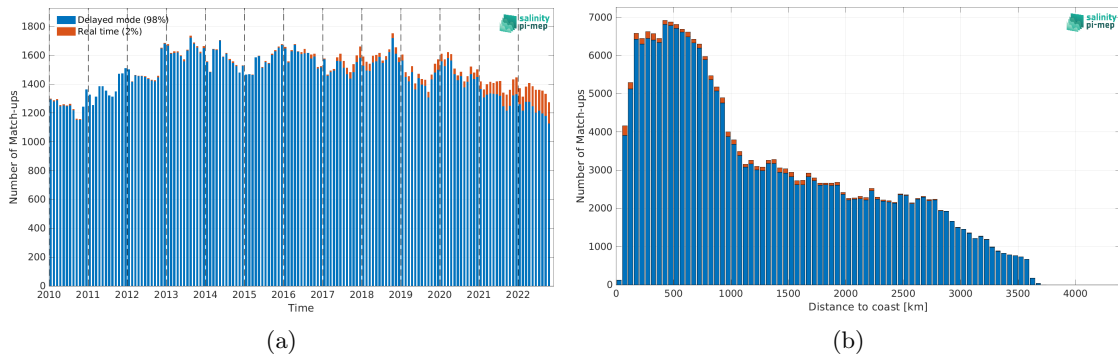 Delayed mode (98%)
Real time (2%)
salinity
pi-mep
Number of Match-ups
1800
1600
1400
1200
1000
800
600
400
200
0
2010 2011 2012 2013 2014 2015 2016 2017 2018 2019 2020 2021 2022
Time
(a)
salinity
pi-mep
Number of Match-ups
7000
6000
5000
4000
3000
2000
1000
0
0 500 1000 1500 2000 2500 3000 3500 4000
Distance to coast [km]
(b)